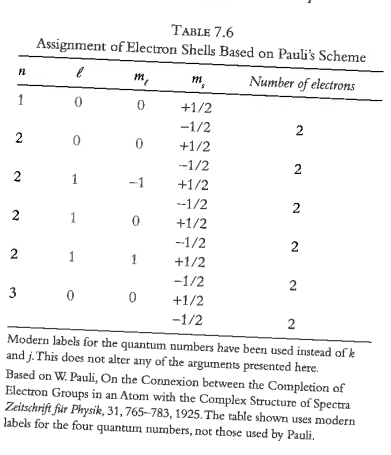 TABLE 7.6
Assignment of Electron Shells Based on Pauli's Scheme
n ℓ mℓ ms Number of electrons
1 0 0 +1/2
−1/2 2
2 0 0 +1/2
−1/2 2
2 1 −1 +1/2
−1/2 2
2 1 0 +1/2
−1/2 2
2 1 1 +1/2
−1/2 2
3 0 0 +1/2
−1/2 2
Modern labels for the quantum numbers have been used instead of k
and j. This does not alter any of the arguments presented here.
Based on W. Pauli, On the Connexion between the Completion of
Electron Groups in an Atom with the Complex Structure of Spectra
Zeitschrift für Physik, 31, 765–783, 1925. The table shown uses modern
labels for the four quantum numbers, not those used by Pauli.